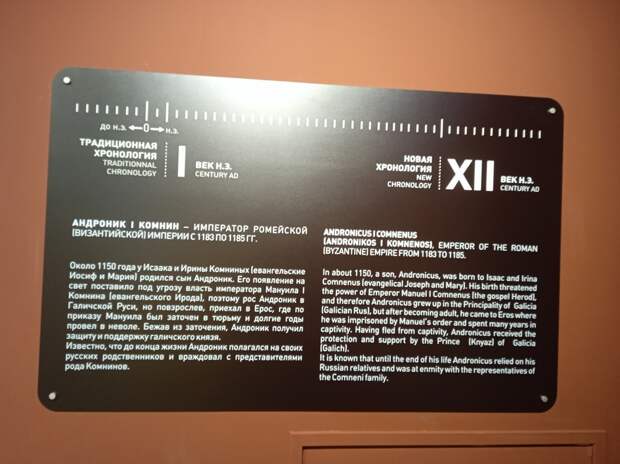 ДО Н.Э. 0 Н.Э.
ТРАДИЦИОННАЯ
ХРОНОЛОГИЯ
TRADITIONNAL
CHRONOLOGY
I
ВЕК Н.Э.
CENTURY AD
НОВАЯ
ХРОНОЛОГИЯ
NEW
CHRONOLOGY
XII
ВЕК Н.Э.
CENTURY AD
АНДРОНИК I КОМНИН – ИМПЕРАТОР РОМЕЙСКОЙ
(ВИЗАНТИЙСКОЙ) ИМПЕРИИ С 1183 ПО 1185 ГГ.
Около 1150 года у Исаака и Ирины Комниных (евангельские
Иосиф и Мария) родился сын Андроник. Его появление на
свет поставило под угрозу власть императора Мануила I
Комнина (евангельского Ирода), поэтому рос Андроник в
Галичской Руси, но повзрослев, приехал в Ерос, где по
приказу Мануила был заточен в тюрьму и долгие годы
провел в неволе. Бежав из заточения, Андроник получил
защиту и поддержку галичского князя.
Известно, что до конца жизни Андроник полагался на своих
русских родственников и враждовал с представителями
рода Комнинов.
ANDRONICUS I COMNENUS
(ANDRONIKOS I KOMNENOS), EMPEROR OF THE ROMAN
(BYZANTINE) EMPIRE FROM 1183 TO 1185.
In about 1150, a son, Andronicus, was born to Isaac and Irina
Comnenus (evangelical Joseph and Mary). His birth threatened
the power of Emperor Manuel I Comnenus (the gospel Herod),
and therefore Andronicus grew up in the Principality of Galicia
(Galician Rus), but after becoming adult, he came to Eros where
he was imprisoned by Manuel's order and spent many years in
captivity. Having fled from captivity, Andronicus received the
protection and support by the Prince (Knyaz) of Galicia
(Galich).
It is known that until the end of his life Andronicus relied on his
Russian relatives and was at enmity with the representatives of
the Comneni family.